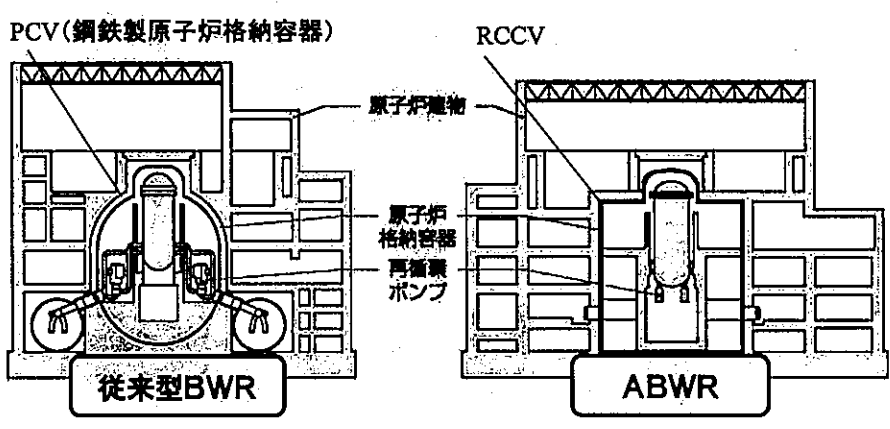 PCV(鋼鉄製原子炉格納容器)
RCCV
原子炉建物
原子炉
格納容器
再循環
ポンプ
従来型BWR
ABWR